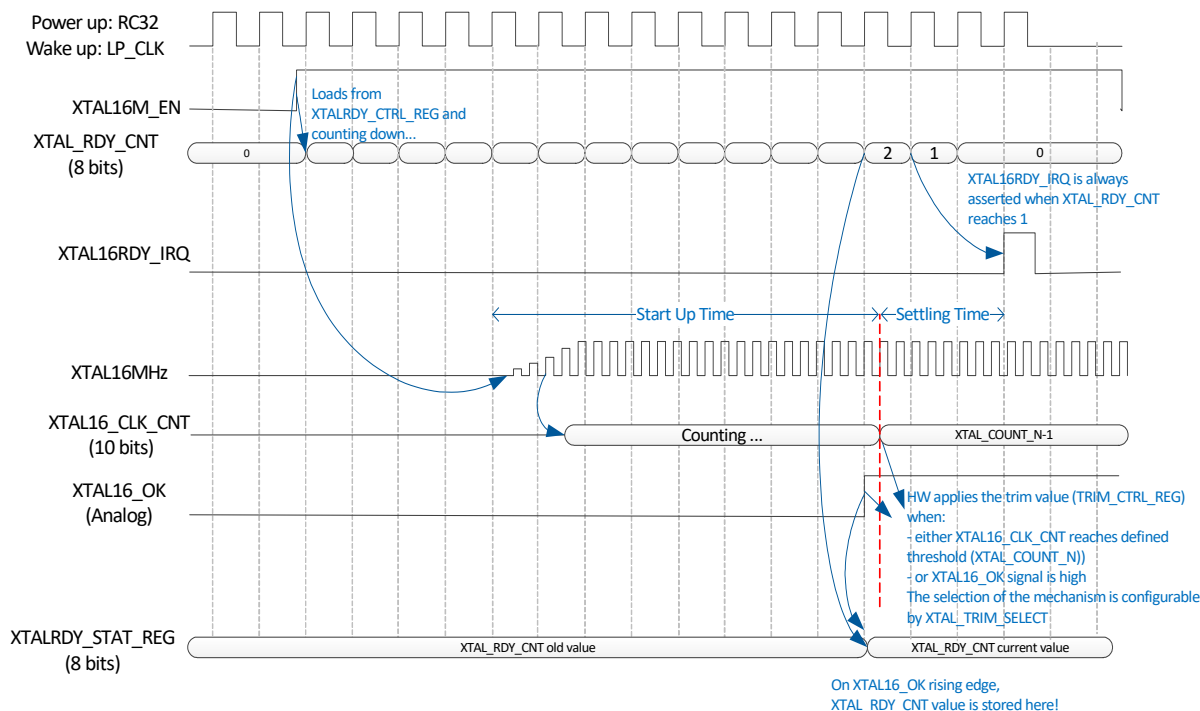 Power up: RC32
Wake up: LP_CLK
XTAL16M_EN
Loads from
XTALRDY_CTRL_REG and
counting down...
XTAL_RDY_CNT
(8 bits)
0
2
1
0
XTAL16RDY_IRQ is always
asserted when XTAL_RDY_CNT
reaches 1
XTAL16RDY_IRQ
Start Up Time
Settling Time
XTAL16MHz
XTAL16_CLK_CNT
(10 bits)
Counting ...
XTAL_COUNT_N-1
XTAL16_OK
(Analog)
HW applies the trim value (TRIM_CTRL_REG)
when:
- either XTAL16_CLK_CNT reaches defined
threshold (XTAL_COUNT_N))
- or XTAL16_OK signal is high
The selection of the mechanism is configurable
by XTAL_TRIM_SELECT
XTALRDY_STAT_REG
(8 bits)
XTAL_RDY_CNT old value
XTAL_RDY_CNT current value
On XTAL16_OK rising edge,
XTAL_RDY_CNT value is stored here!